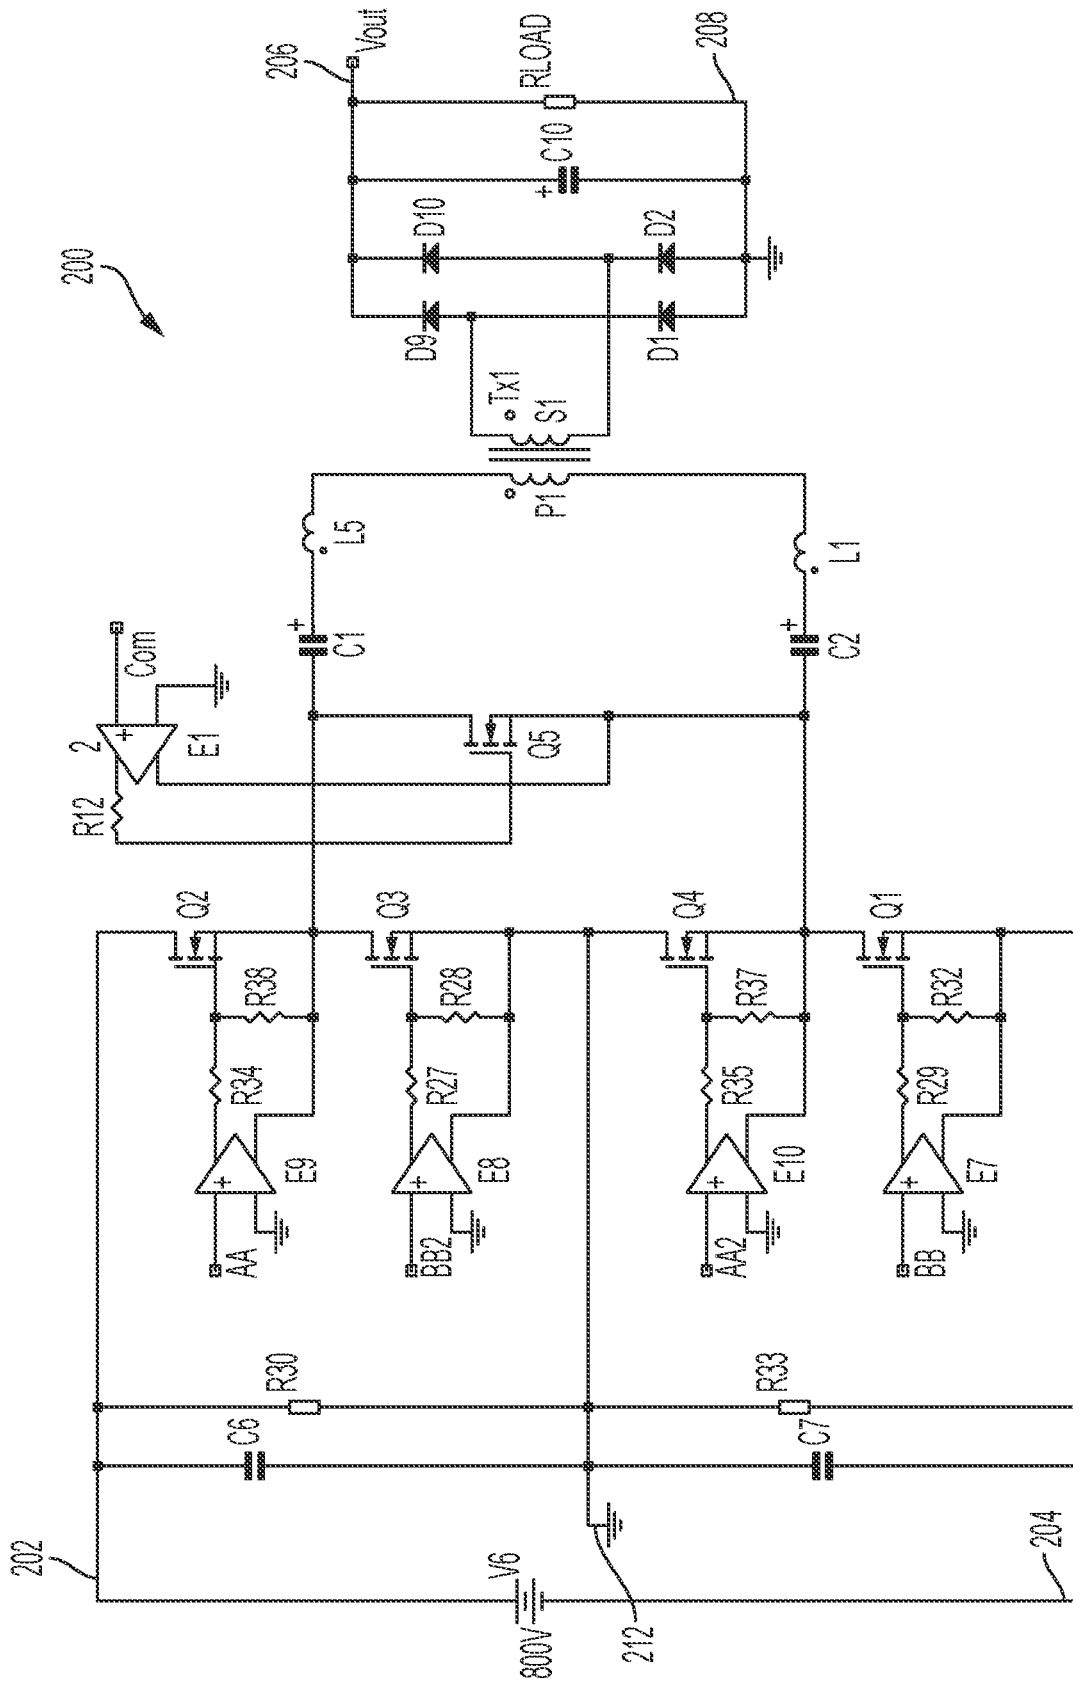 200
202
V6
800V
212
204
C6
R30
C7
R33
AA
E9
R34
R38
Q2
BB2
E8
R27
R28
Q3
AA2
E10
R35
R37
Q4
BB
E7
R29
R32
Q1
R12
2
E1
Com
Q5
+
C1
L5
+
C2
L1
P1
S1
Tx1
D9
D10
D1
D2
+
C10
RLOAD
206
Vout
208
+
+
+
+
+